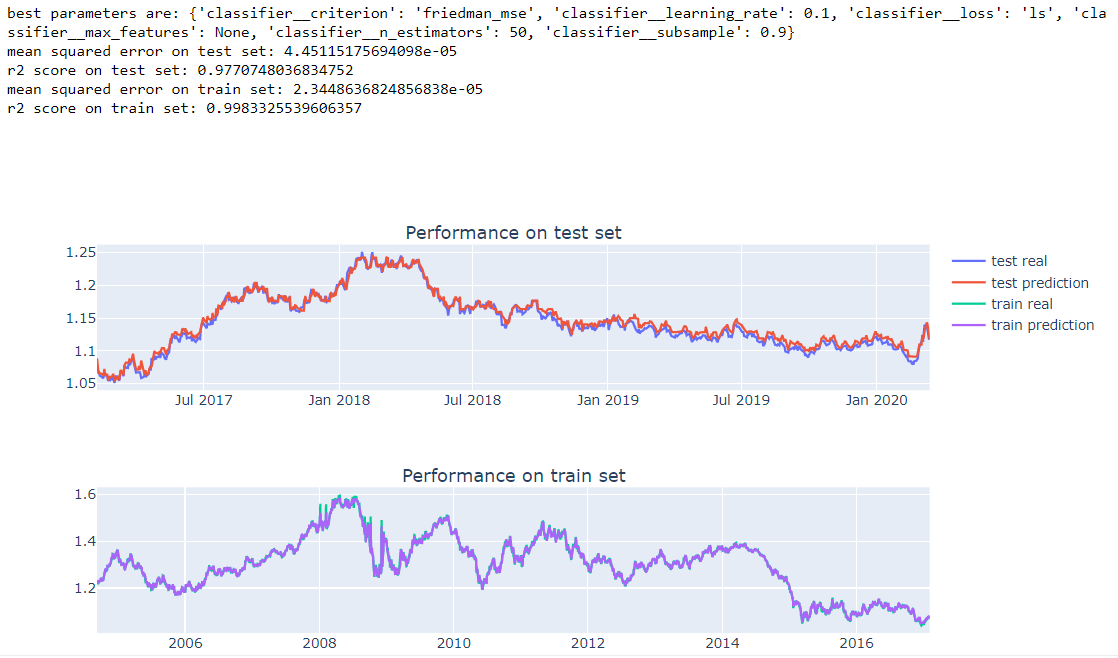 best parameters are: {'classifier__criterion': 'friedman_mse', 'classifier__learning_rate': 0.1, 'classifier__loss': 'ls', 'cla
ssifier__max_features': None, 'classifier__n_estimators': 50, 'classifier__subsample': 0.9}
mean squared error on test set: 4.45115175694098e-05
r2 score on test set: 0.9770748036834752
mean squared error on train set: 2.3448636824856838e-05
r2 score on train set: 0.9983325539606357
Performance on test set
1.25
1.2
1.15
1.1
1.05
Jul 2017 Jan 2018 Jul 2018 Jan 2019 Jul 2019 Jan 2020
test real
test prediction
train real
train prediction
Performance on train set
1.6
1.4
1.2
2006 2008 2010 2012 2014 2016